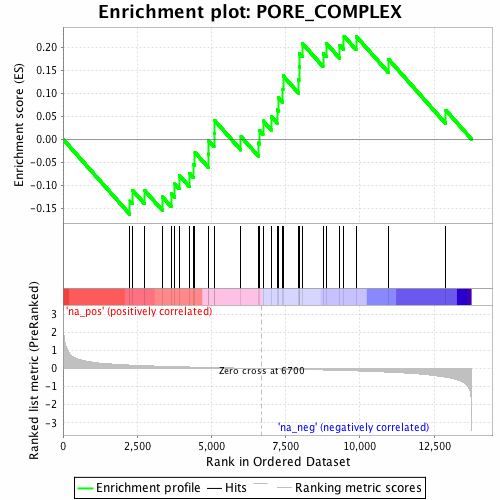 Enrichment plot: PORE_COMPLEX
Enrichment score (ES)
0.20
0.15
0.10
0.05
0.00
-0.05
-0.10
-0.15
'na_pos' (positively correlated)
Ranked list metric (PreRanked)
3
2
1
0
-1
-2
-3
Zero cross at 6700
'na_neg' (negatively correlated)
0 2,500 5,000 7,500 10,000 12,500
Rank in Ordered Dataset
Enrichment profile Hits Ranking metric scores